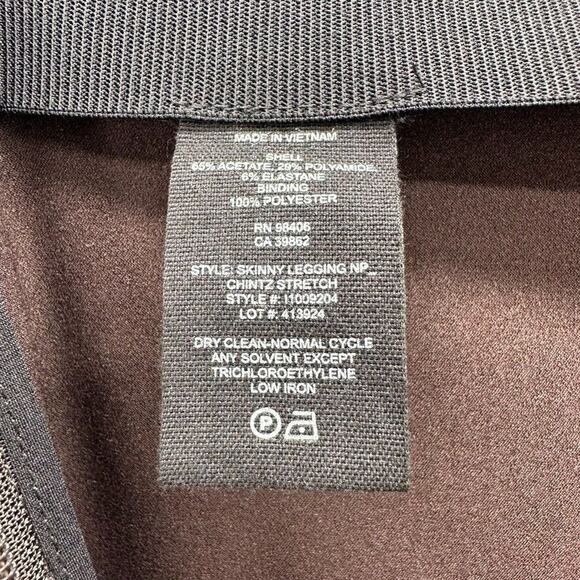 MADE IN VIETNAM
SHELL
65% ACETATE, 29% POLYAMIDE,
6% ELASTANE
BINDING
100% POLYESTER
RN 98406
CA 39862
STYLE: SKINNY LEGGING NP_
CHINTZ STRETCH
STYLE #: I1009204
LOT #: 413924
DRY CLEAN-NORMAL CYCLE
ANY SOLVENT EXCEPT
TRICHLOROETHYLENE
LOW IRON
P